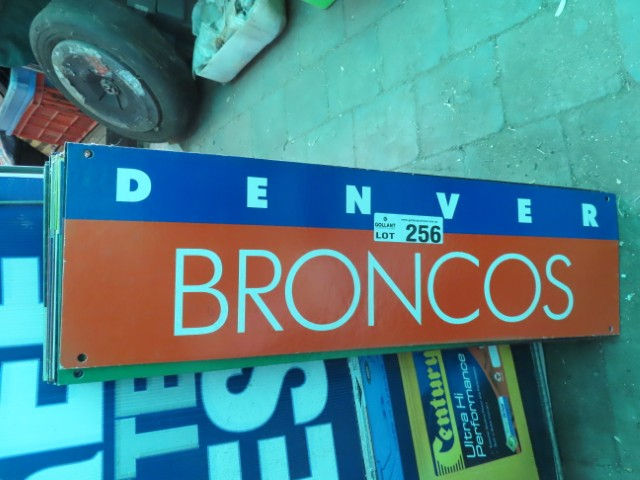 DENVER
GOLLANT
LOT 256
BRONCOS
Century
Ultra Hi
Performance